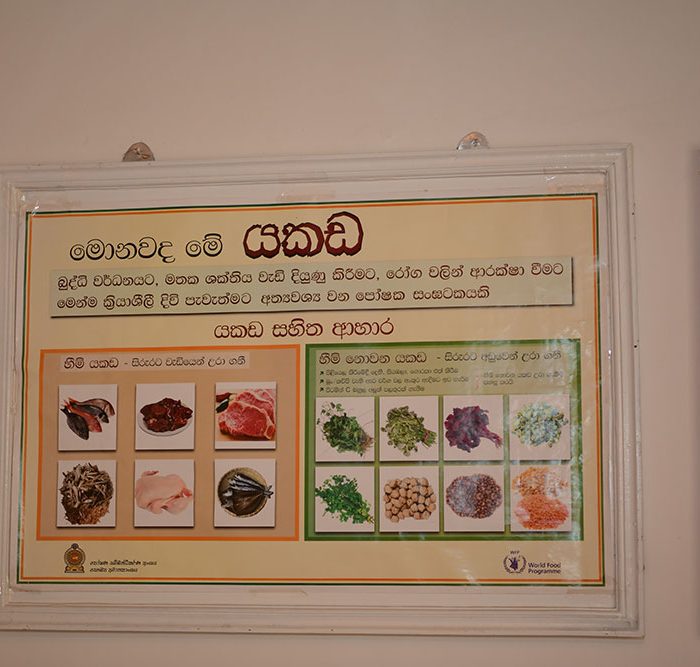 මොනවද මේ යකඩ
බුද්ධි වර්ධනයට, මතක ශක්තිය වැඩි දියුණු කිරීමට, රෝග වලින් ආරක්ෂා වීමට
මෙන්ම ක්‍රියාශීලී දිවි පැවැත්මට අත්‍යවශ්‍ය වන පෝෂක සංඝටකයකි
යකඩ සහිත ආහාර
හීම් යකඩ - සිරුරට වැඩියෙන් උරා ගනී
හීම් නොවන යකඩ - සිරුරට අඩුවෙන් උරා ගනී
WFP
World Food
Programme